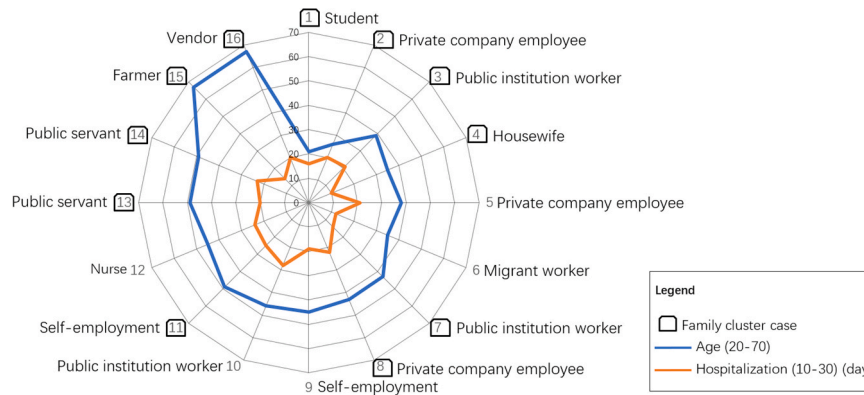 1 Student
2 Private company employee
3 Public institution worker
4 Housewife
5 Private company employee
6 Migrant worker
7 Public institution worker
8 Private company employee
9 Self-employment
Public institution worker 10
Self-employment 11
Nurse 12
Public servant 13
Public servant 14
Farmer 15
Vendor 16
70
60
50
40
30
20
10
0
Legend
Family cluster case
Age (20-70)
Hospitalization (10-30) (day